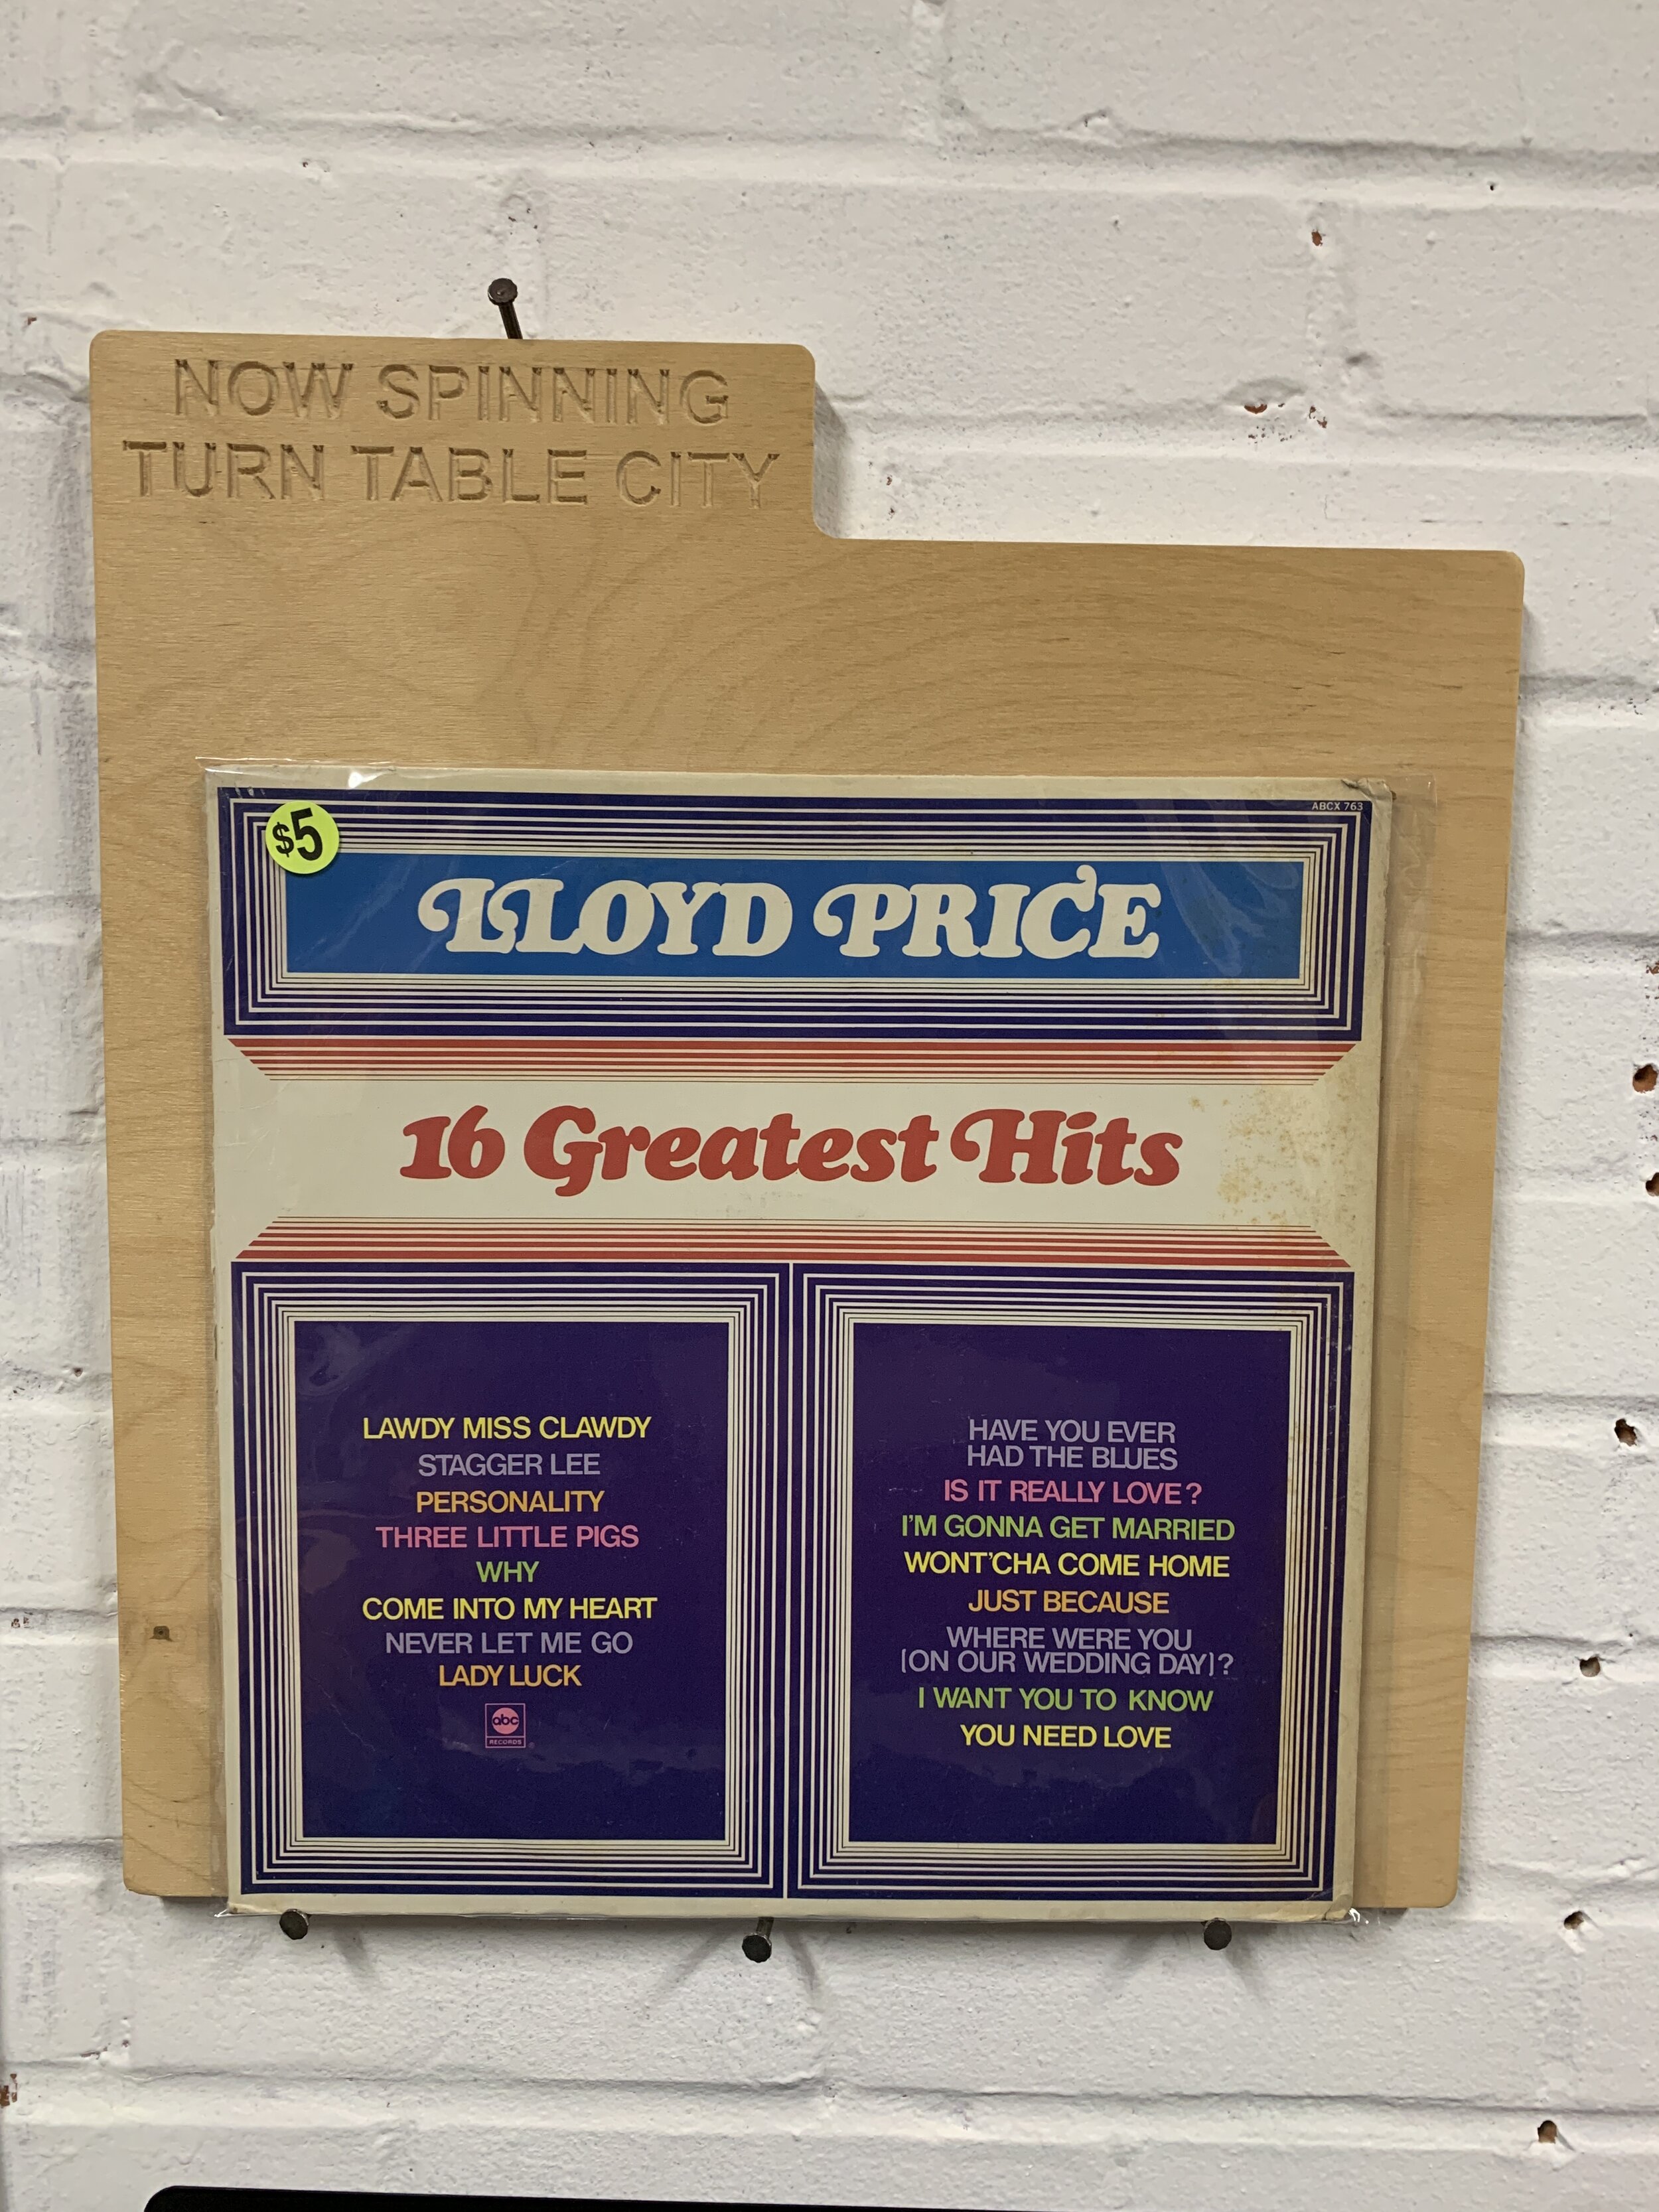 NOW SPINNING
TURN TABLE CITY
$5
ABCX 763
LLOYD PRICE
16 Greatest Hits
LAWDY MISS CLAWDY
STAGGER LEE
PERSONALITY
THREE LITTLE PIGS
WHY
COME INTO MY HEART
NEVER LET ME GO
LADY LUCK
abc
RECORDS
HAVE YOU EVER
HAD THE BLUES
IS IT REALLY LOVE?
I'M GONNA GET MARRIED
WONT'CHA COME HOME
JUST BECAUSE
WHERE WERE YOU
(ON OUR WEDDING DAY)?
I WANT YOU TO KNOW
YOU NEED LOVE